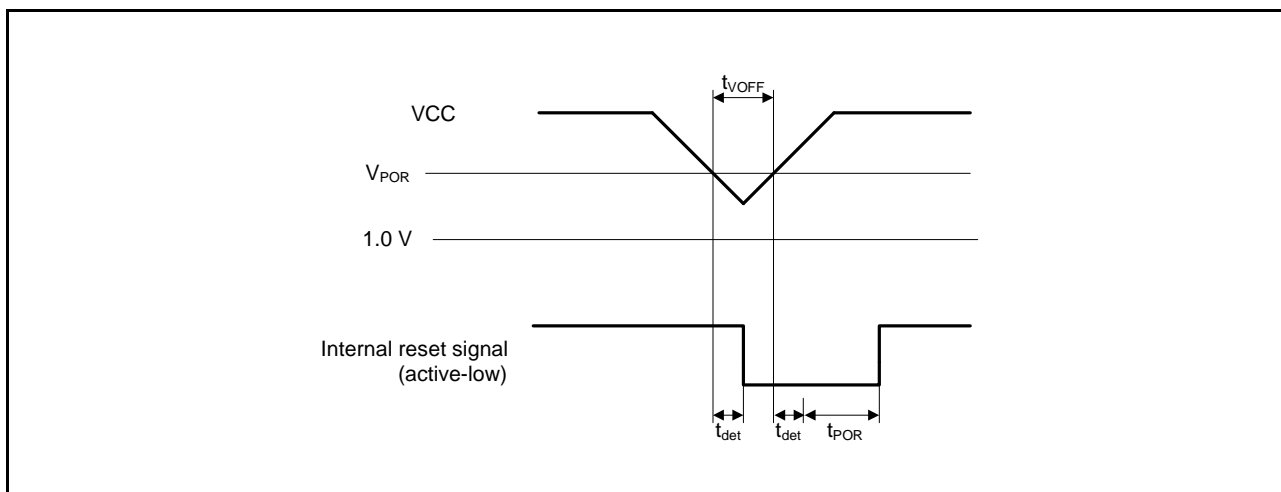 tVOFF
VCC
VPOR
1.0 V
Internal reset signal
(active-low)
tdet
tdet
tPOR